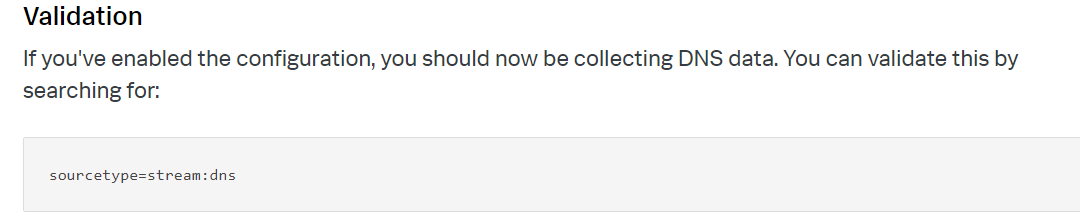 Validation
If you've enabled the configuration, you should now be collecting DNS data. You can validate this by
searching for:
sourcetype=stream:dns